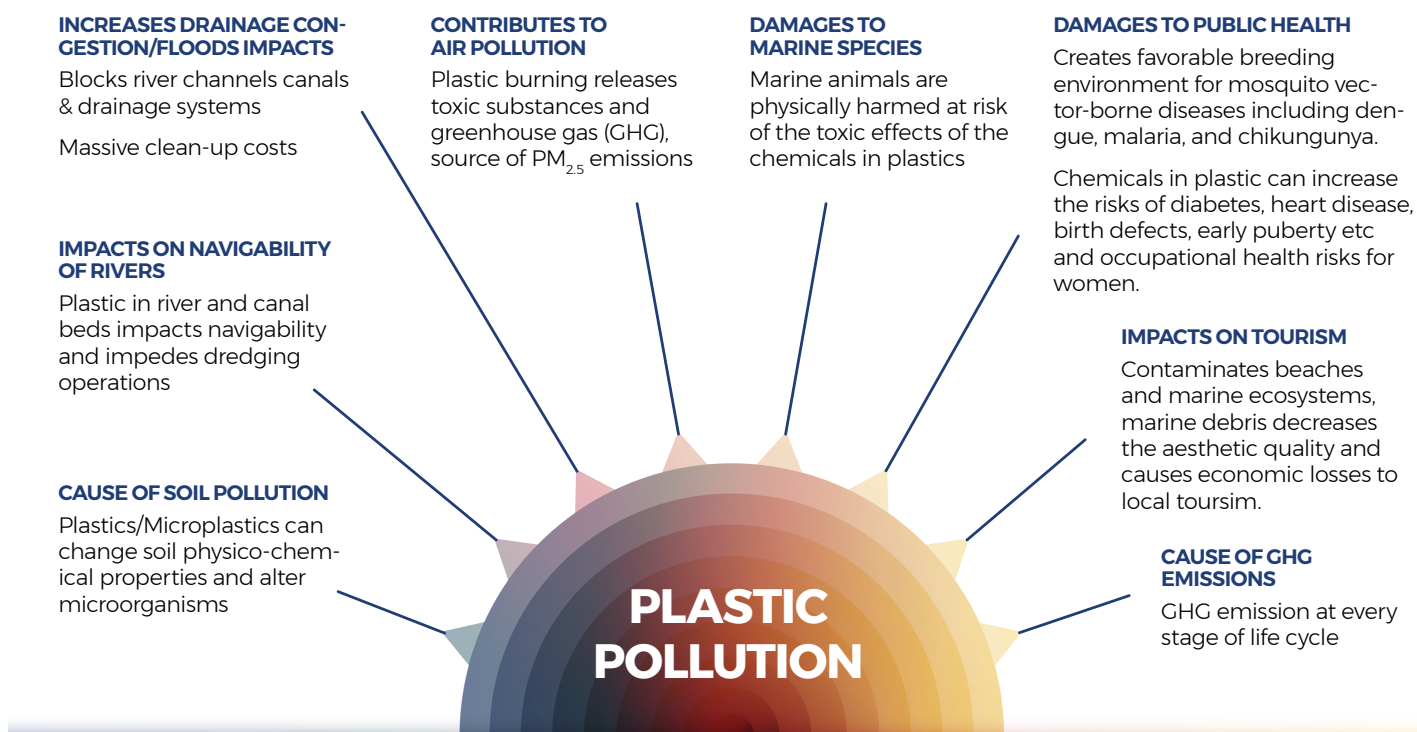 INCREASES DRAINAGE CON-
GESTION/FLOODS IMPACTS
Blocks river channels canals
& drainage systems
Massive clean-up costs
CONTRIBUTES TO
AIR POLLUTION
Plastic burning releases
toxic substances and
greenhouse gas (GHG),
source of PM2.5 emissions
DAMAGES TO
MARINE SPECIES
Marine animals are
physically harmed at risk
of the toxic effects of the
chemicals in plastics
DAMAGES TO PUBLIC HEALTH
Creates favorable breeding
environment for mosquito vec-
tor-borne diseases including den-
gue, malaria, and chikungunya.
Chemicals in plastic can increase
the risks of diabetes, heart disease,
birth defects, early puberty etc
and occupational health risks for
women.
IMPACTS ON NAVIGABILITY
OF RIVERS
Plastic in river and canal
beds impacts navigability
and impedes dredging
operations
IMPACTS ON TOURISM
Contaminates beaches
and marine ecosystems,
marine debris decreases
the aesthetic quality and
causes economic losses to
local toursim.
CAUSE OF SOIL POLLUTION
Plastics/Microplastics can
change soil physico-chem-
ical properties and alter
microorganisms
CAUSE OF GHG
EMISSIONS
GHG emission at every
stage of life cycle
PLASTIC
POLLUTION